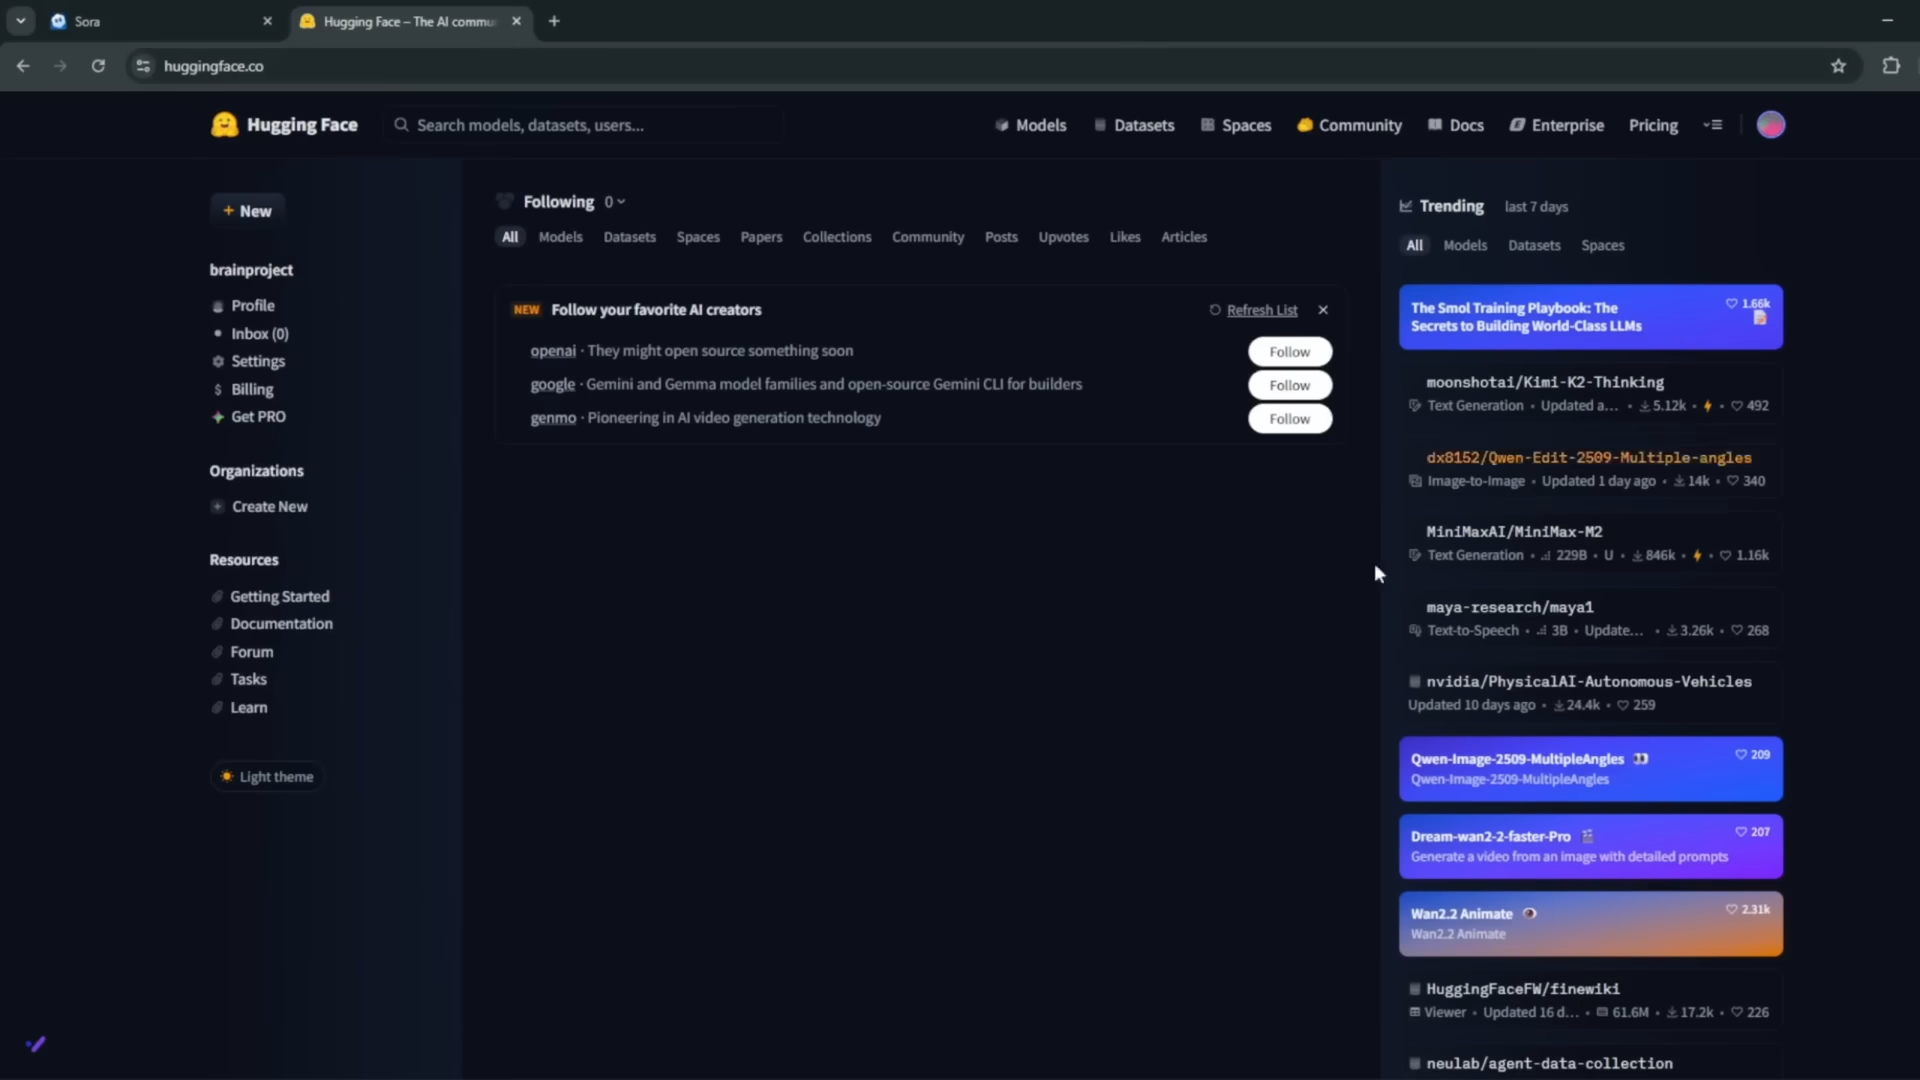 Sora
Hugging Face – The AI commu
huggingface.co
Hugging Face
Search models, datasets, users...
Models
Datasets
Spaces
Community
Docs
Enterprise
Pricing
+ New
brainproject
Profile
Inbox (0)
Settings
$ Billing
Get PRO
Organizations
Create New
Resources
Getting Started
Documentation
Forum
Tasks
Learn
Light theme
Following 0
All Models Datasets Spaces Papers Collections Community Posts Upvotes Likes Articles
NEW Follow your favorite AI creators Refresh List
openai · They might open source something soon Follow
google · Gemini and Gemma model families and open-source Gemini CLI for builders Follow
genmo · Pioneering in AI video generation technology Follow
Trending last 7 days
All Models Datasets Spaces
The Smol Training Playbook: The 1.66k
Secrets to Building World-Class LLMs
moonshotai/Kimi-K2-Thinking
Text Generation • Updated a... • 5.12k • 492
dx8152/Qwen-Edit-2509-Multiple-angles
Image-to-Image • Updated 1 day ago • 14k • 340
MiniMaxAI/MiniMax-M2
Text Generation • 229B • U • 846k • 1.16k
maya-research/maya1
Text-to-Speech • 3B • Update... • 3.26k • 268
nvidia/PhysicalAI-Autonomous-Vehicles
Updated 10 days ago • 24.4k • 259
Qwen-Image-2509-MultipleAngles 209
Qwen-Image-2509-MultipleAngles
Dream-wan2-2-faster-Pro 207
Generate a video from an image with detailed prompts
Wan2.2 Animate 2.31k
Wan2.2 Animate
HuggingFaceFW/finewiki
Viewer • Updated 16 d... • 61.6M • 17.2k • 226
neulab/agent-data-collection